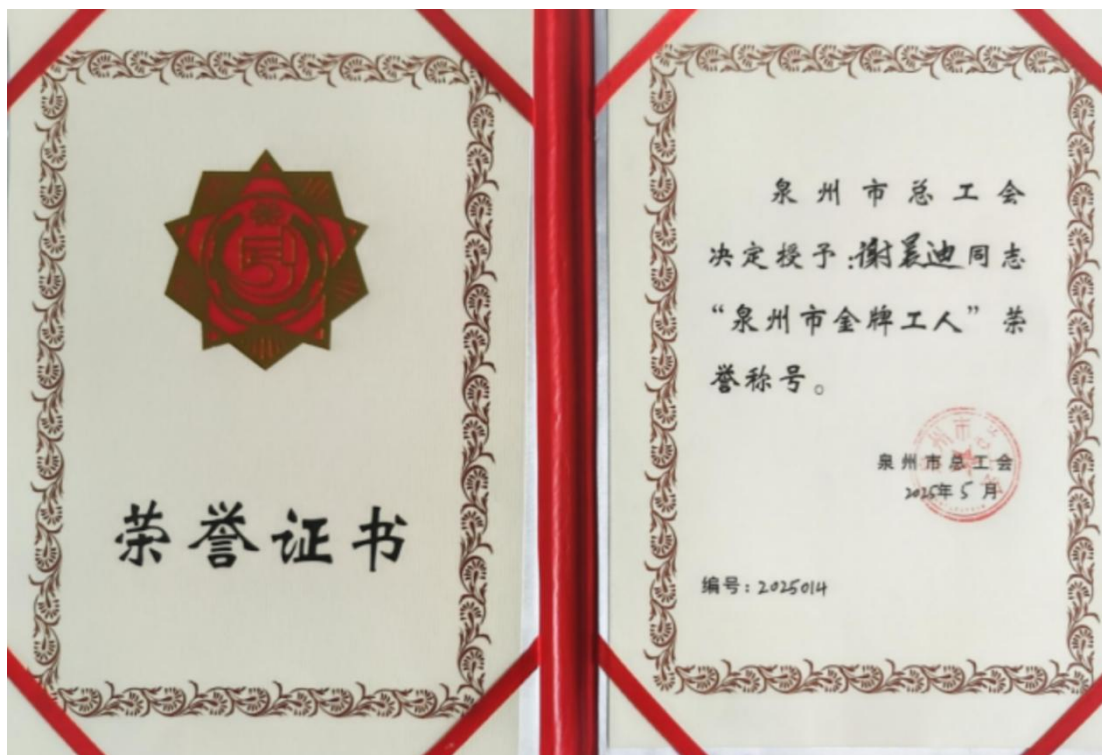 荣誉证书
泉州市总工会
决定授予:谢晨迪同志
“泉州市金牌工人”荣
誉称号。
泉州市总工会
2025年5月
编号:2025014